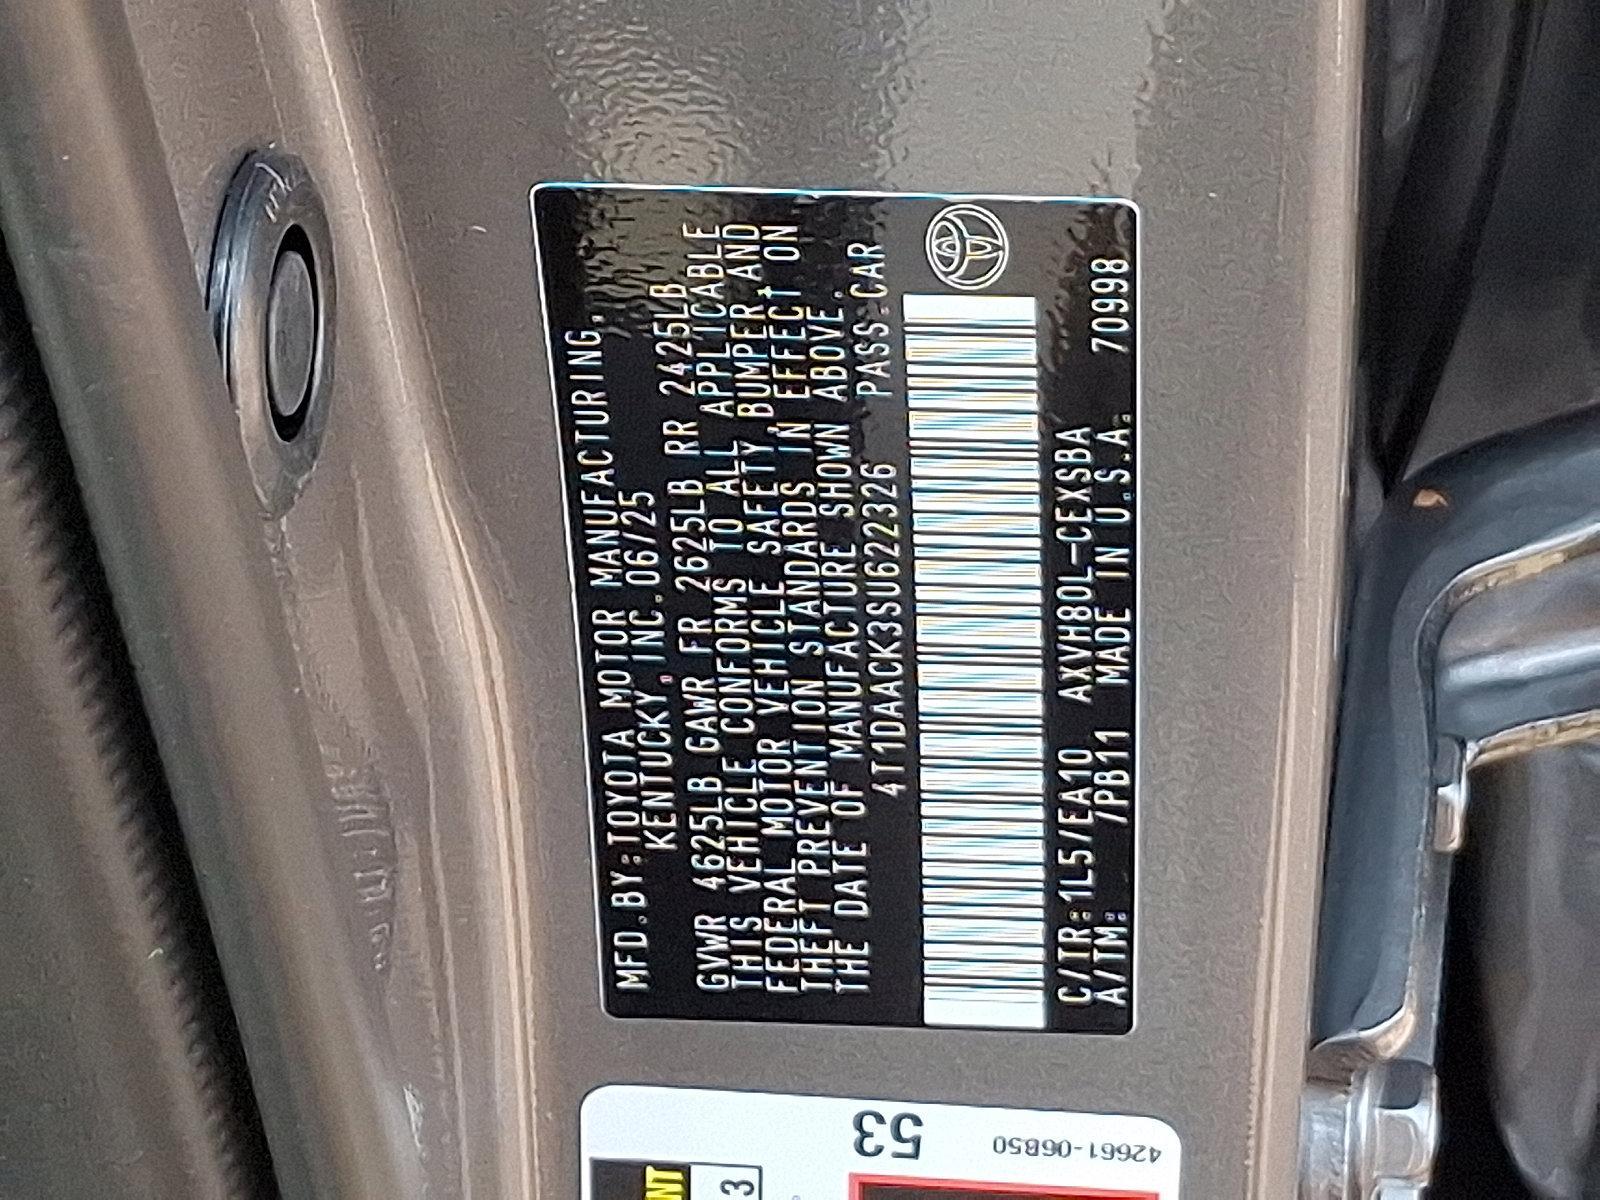 MFD.BY:TOYOTA MOTOR MANUFACTURING,
KENTUCKY, INC.06/25
GVWR 4625LB GAWR FR 2625LB RR 2425LB
THIS VEHICLE CONFORMS TO ALL APPLICABLE
FEDERAL MOTOR VEHICLE SAFETY,BUMPER,AND
THEFT PREVENTION STANDARDS IN EFFECT ON
THE DATE OF MANUFACTURE SHOWN ABOVE.
4T1DAACK3SU622326 PASS.CAR
C/TR:1L5/EA10 AXVH80L-CEXSBA
A/TM: /PB11 MADE IN U.S.A. 70998
53
42661-06B50
3